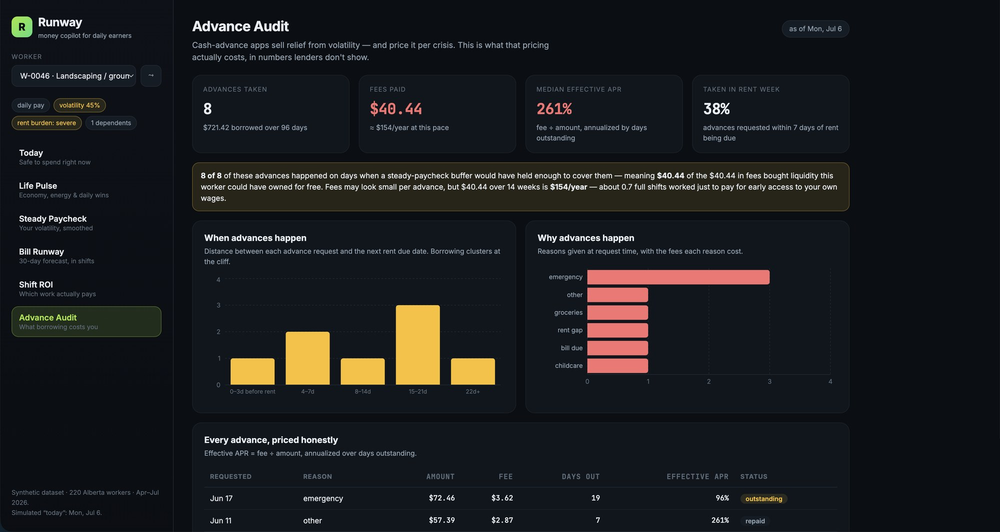 R
Runway
money copilot for daily earners
WORKER
W-0046 · Landscaping / groun
→
daily pay
volatility 45%
rent burden: severe
1 dependents
Today
Safe to spend right now
Life Pulse
Economy, energy & daily wins
Steady Paycheck
Your volatility, smoothed
Bill Runway
30-day forecast, in shifts
Shift ROI
Which work actually pays
Advance Audit
What borrowing costs you
Synthetic dataset · 220 Alberta workers · Apr–Jul
2026.
Simulated “today”: Mon, Jul 6.
Advance Audit
as of Mon, Jul 6
Cash-advance apps sell relief from volatility — and price it per crisis. This is what that pricing
actually costs, in numbers lenders don't show.
ADVANCES TAKEN
8
$721.42 borrowed over 96 days
FEES PAID
$40.44
≈ $154/year at this pace
MEDIAN EFFECTIVE APR
261%
fee ÷ amount, annualized by days
outstanding
TAKEN IN RENT WEEK
38%
advances requested within 7 days of rent
being due
8 of 8 of these advances happened on days when a steady-paycheck buffer would have held enough to cover them — meaning $40.44 of the $40.44 in fees bought liquidity this
worker could have owned for free. Fees may look small per advance, but $40.44 over 14 weeks is $154/year — about 0.7 full shifts worked just to pay for early access to your own
wages.
When advances happen
Distance between each advance request and the next rent due date. Borrowing clusters at
the cliff.
4
3
2
1
0
0–3d before rent 4–7d 8–14d 15–21d 22d+
Why advances happen
Reasons given at request time, with the fees each reason cost.
emergency
other
groceries
rent gap
bill due
childcare
0 1 2 3 4
Every advance, priced honestly
Effective APR = fee ÷ amount, annualized over days outstanding.
REQUESTED REASON AMOUNT FEE DAYS OUT EFFECTIVE APR STATUS
Jun 17 emergency $72.46 $3.62 19 96% outstanding
Jun 11 other $57.39 $2.87 7 261% repaid